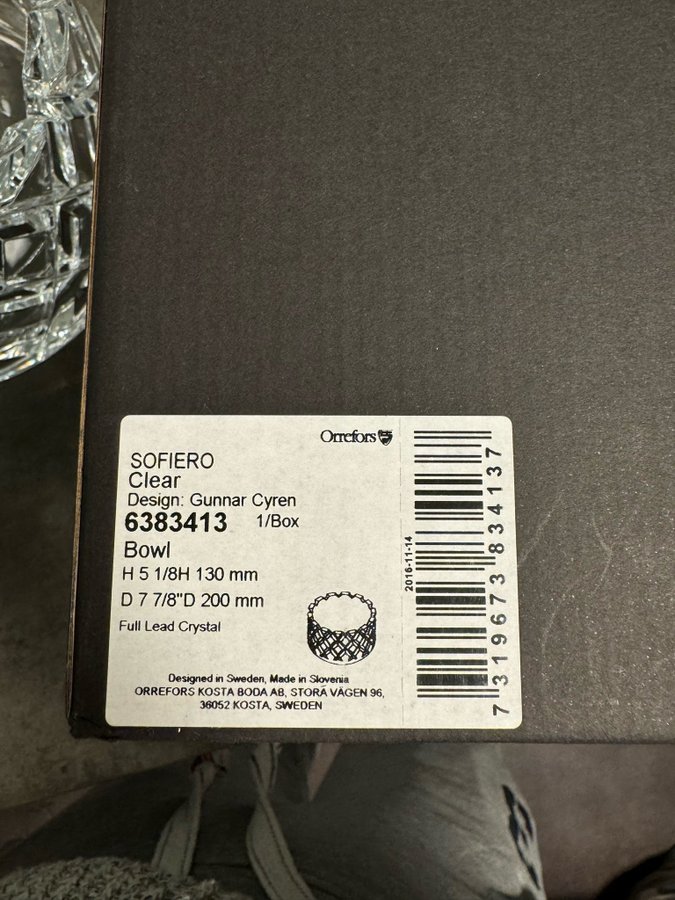 Orrefors
SOFIERO
Clear
Design: Gunnar Cyren
6383413 1/Box
Bowl
H 5 1/8H 130 mm
D 7 7/8"D 200 mm
Full Lead Crystal
Designed in Sweden, Made in Slovenia
ORREFORS KOSTA BODA AB, STORA VÄGEN 96,
36052 KOSTA, SWEDEN
2016-11-14
7 319673 834137